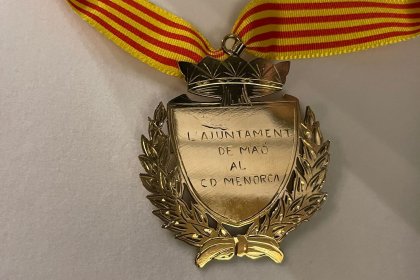 L'AJUNTAMENT
DE MAÓ
AL
CD MENORCA